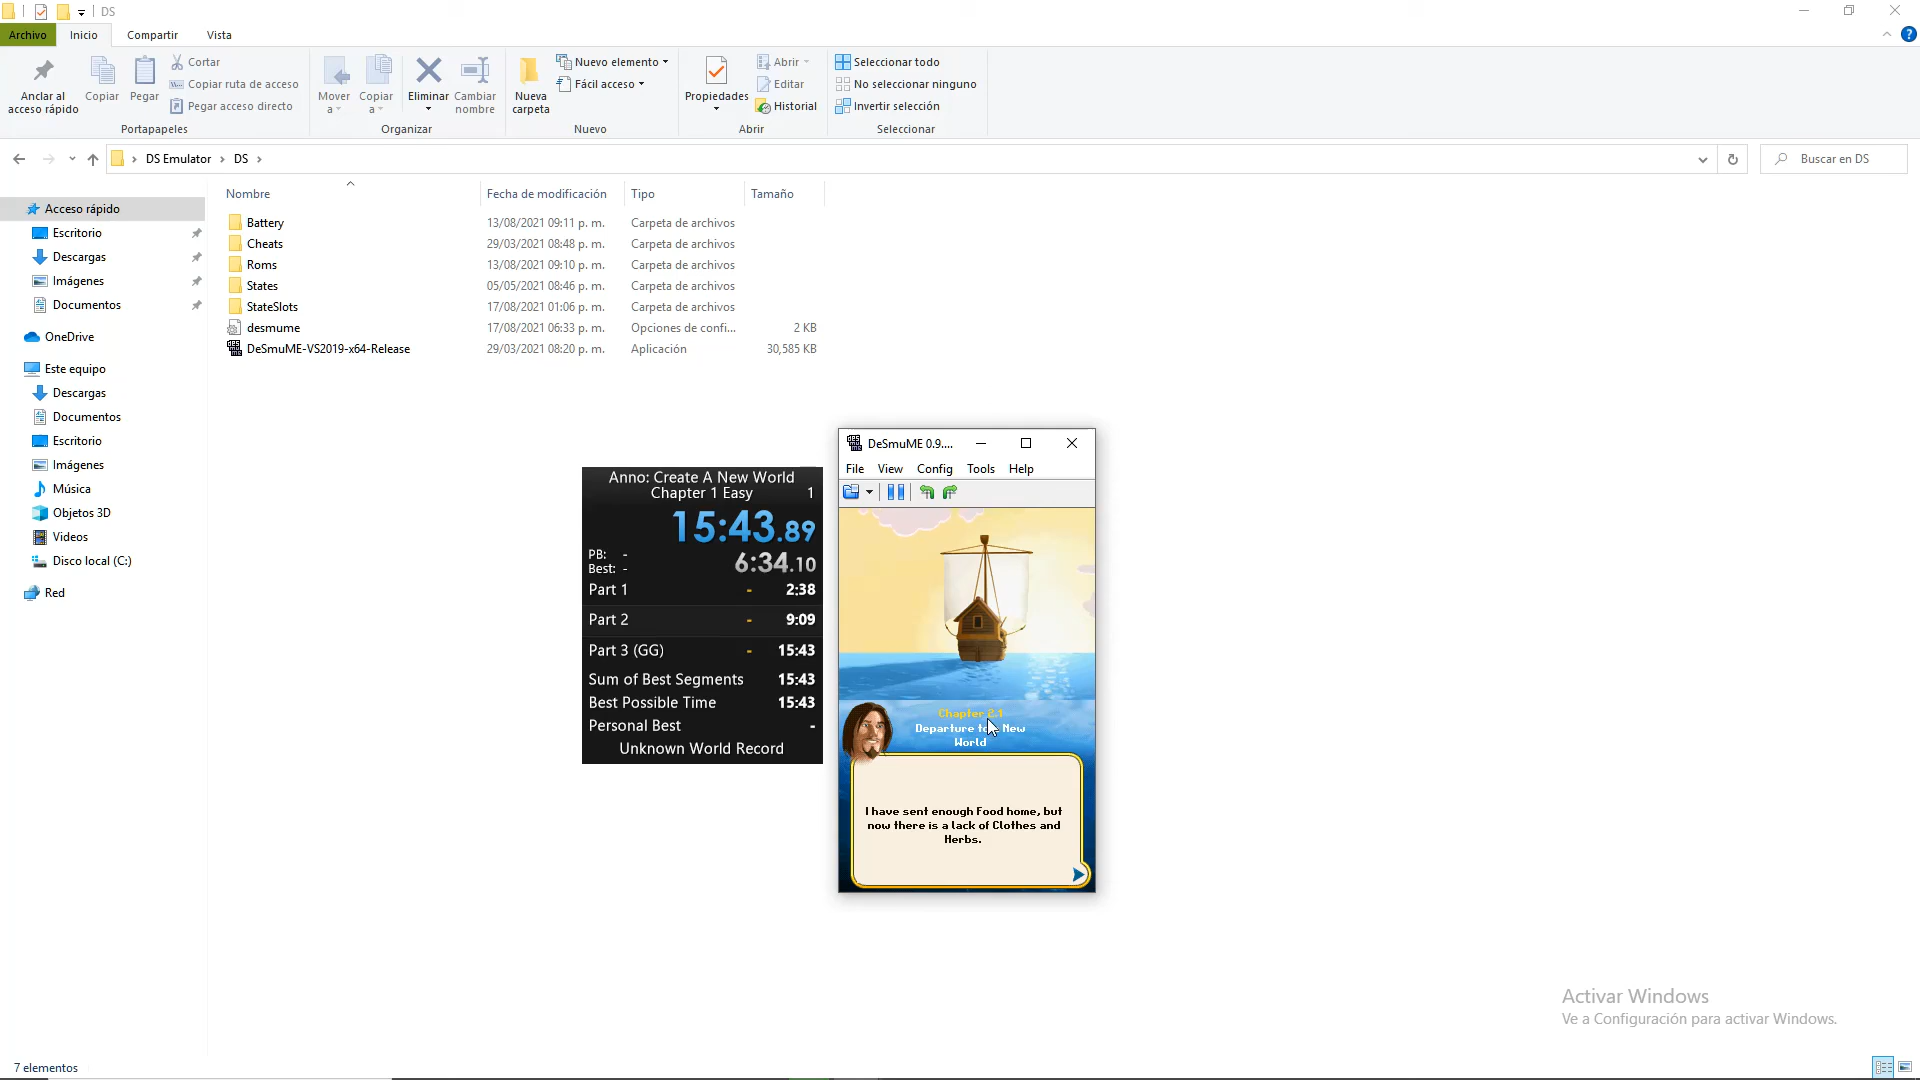 DS
Archivo
Inicio
Compartir
Vista
Anclar al
acceso rápido
Copiar
Pegar
Cortar
Copiar ruta de acceso
Pegar acceso directo
Portapapeles
Mover
a
Copiar
a
Eliminar
Cambiar
nombre
Organizar
Nueva
carpeta
Nuevo elemento
Fácil acceso
Nuevo
Propiedades
Abrir
Editar
Historial
Abrir
Seleccionar todo
No seleccionar ninguno
Invertir selección
Seleccionar
DS Emulator
DS
Buscar en DS
Acceso rápido
Escritorio
Descargas
Imágenes
Documentos
OneDrive
Este equipo
Descargas
Documentos
Escritorio
Imágenes
Música
Objetos 3D
Videos
Disco local (C:)
Red
Nombre Fecha de modificación Tipo Tamaño
Battery 13/08/2021 09:11 p. m. Carpeta de archivos
Cheats 29/03/2021 08:48 p. m. Carpeta de archivos
Roms 13/08/2021 09:10 p. m. Carpeta de archivos
States 05/05/2021 08:46 p. m. Carpeta de archivos
StateSlots 17/08/2021 01:06 p. m. Carpeta de archivos
desmume 17/08/2021 06:33 p. m. Opciones de confi... 2 KB
DeSmuME-VS2019-x64-Release 29/03/2021 08:20 p. m. Aplicación 30,585 KB
Anno: Create A New World
Chapter 1 Easy 1
15:43.89
PB: - 6:34.10
Best: -
Part 1 - 2:38
Part 2 - 9:09
Part 3 (GG) - 15:43
Sum of Best Segments 15:43
Best Possible Time 15:43
Personal Best -
Unknown World Record
DeSmuME 0.9....
File View Config Tools Help
Chapter 2.1
Departure to New
World
I have sent enough Food home, but
now there is a lack of Clothes and
Herbs.
Activar Windows
Ve a Configuración para activar Windows.
7 elementos